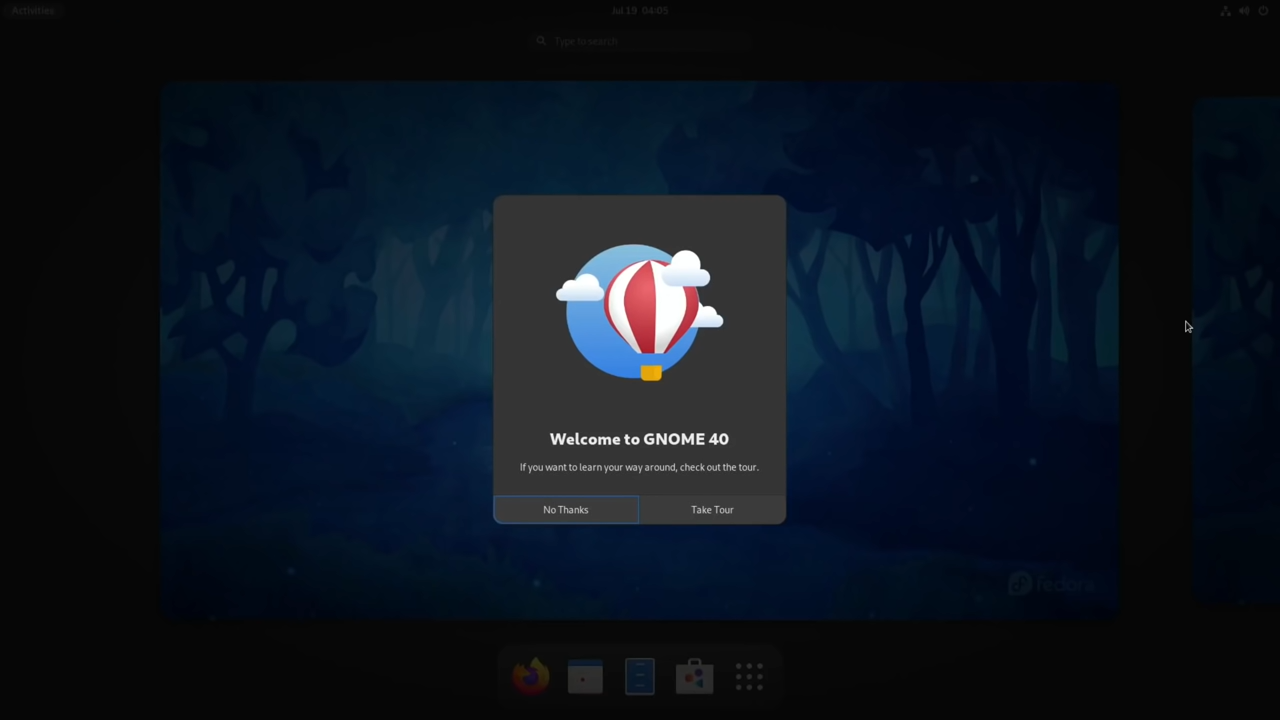 Activities
Jul 19 04:05
Type to search
Welcome to GNOME 40
If you want to learn your way around, check out the tour.
No Thanks
Take Tour
fedora